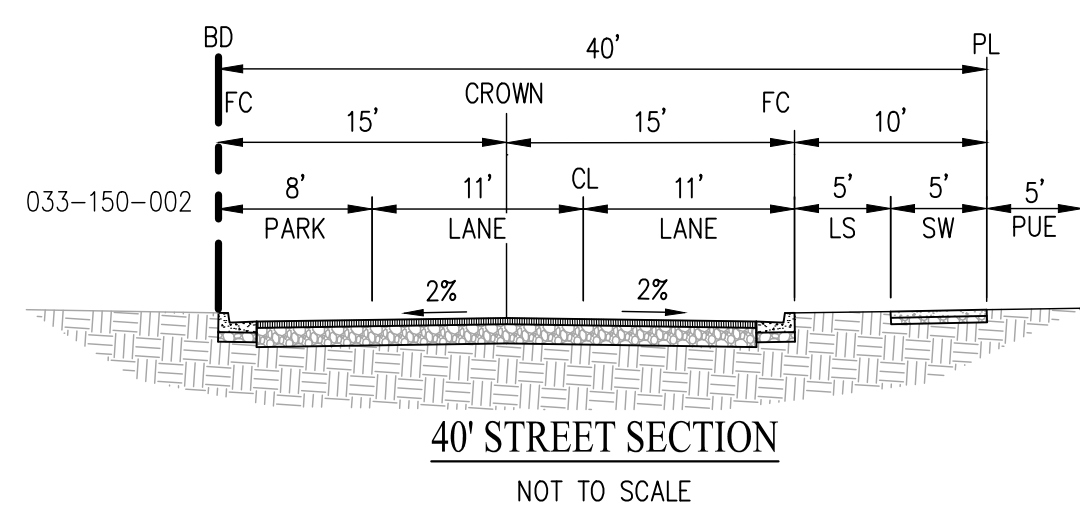 BD
40'
PL
FC
CROWN
FC
15'
15'
10'
033-150-002
8'
11'
CL
11'
5'
5'
5'
PARK
LANE
LANE
LS
SW
PUE
2%
2%
40' STREET SECTION
NOT TO SCALE